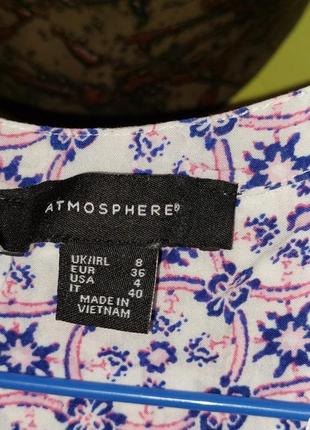 ATMOSPHERE®
UK/IRL 8
EUR 36
USA 4
IT 40
MADE IN
VIETNAM